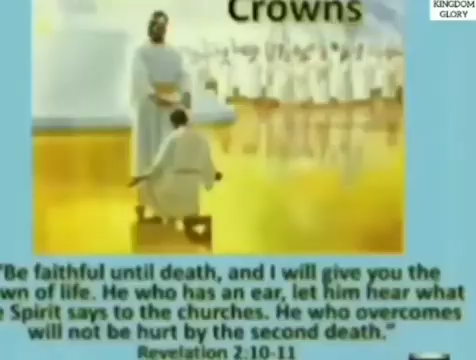 Crowns
KINGDOM
GLORY
"Be faithful until death, and I will give you the
wn of life. He who has an ear, let him hear what
e Spirit says to the churches. He who overcomes
will not be hurt by the second death."
Revelation 2:10-11